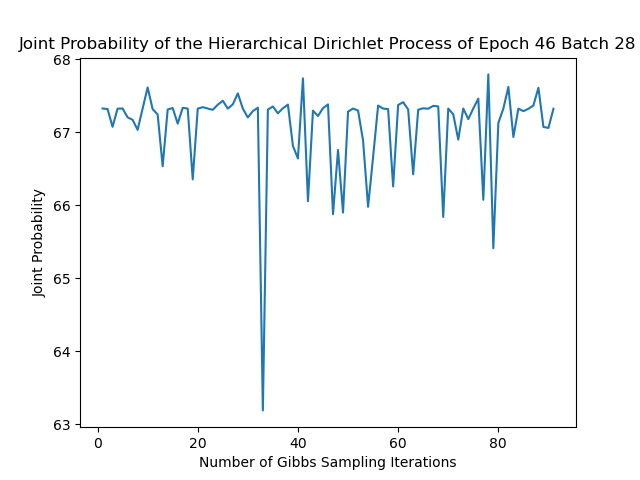 Joint Probability of the Hierarchical Dirichlet Process of Epoch 46 Batch 28
68
67
66
65
64
63
Joint Probability
0 20 40 60 80
Number of Gibbs Sampling Iterations